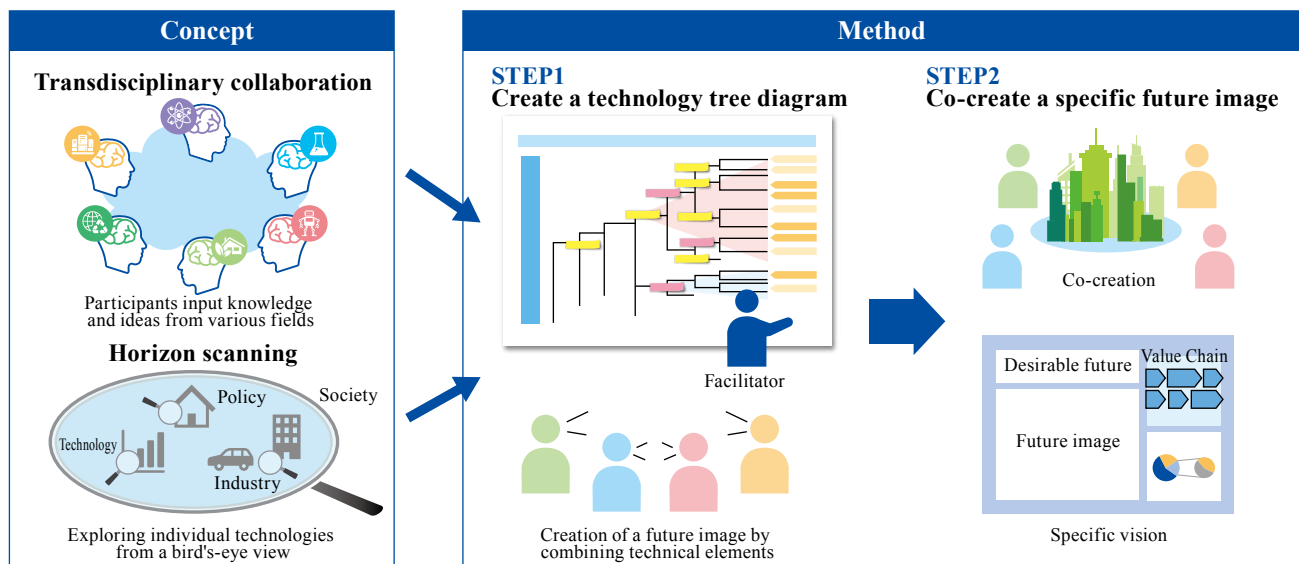 Concept
Transdisciplinary collaboration
Participants input knowledge
and ideas from various fields
Horizon scanning
Policy
Society
Technology
Industry
Exploring individual technologies
from a bird's-eye view
Method
STEP1
Create a technology tree diagram
Facilitator
Creation of a future image by
combining technical elements
STEP2
Co-create a specific future image
Co-creation
Desirable future
Value Chain
Future image
Specific vision